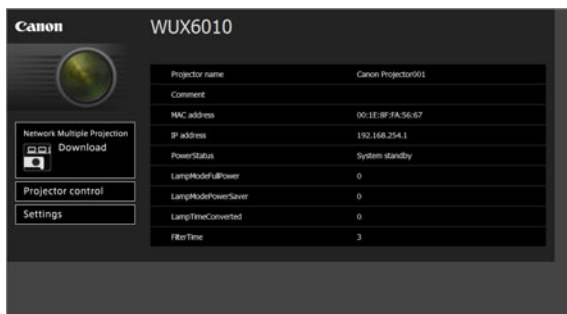 Canon
WUX6010
Projector name Canon Projector001
Comment
MAC address 00:1E:8F:FA:56:67
IP address 192.168.254.1
PowerStatus System standby
LampModeFullPower 0
LampModePowerSaver 0
LampTimeConverted 0
FilterTime 3
Network Multiple Projection
Download
Projector control
Settings